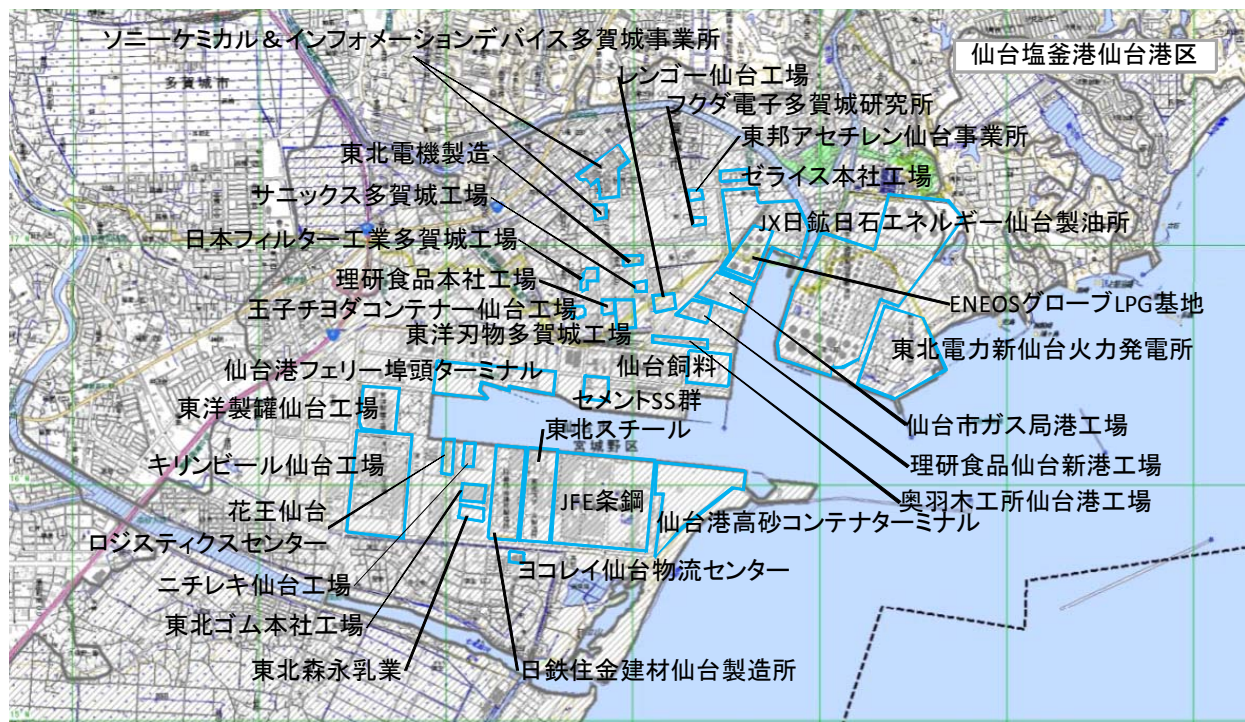 ソニーケミカル＆インフォメーションデバイス多賀城事業所
仙台塩釜港仙台港区
レンゴー仙台工場
多賀城市
フクダ電子多賀城研究所
東邦アセチレン仙台事業所
東北電機製造
ゼライス本社工場
サニックス多賀城工場
JX日鉱日石エネルギー仙台製油所
日本フィルター工業多賀城工場
理研食品本社工場
ENEOSグローブLPG基地
王子チヨダコンテナー仙台工場
東洋刃物多賀城工場
東北電力新仙台火力発電所
仙台港フェリー埠頭ターミナル
仙台飼料
セメントSS群
東洋製罐仙台工場
仙台市ガス局港工場
東北スチール
宮城野区
キリンビール仙台工場
理研食品仙台新港工場
JFE条鋼
奥羽木工所仙台港工場
花王仙台
ロジスティクスセンター
仙台港高砂コンテナターミナル
ヨコレイ仙台物流センター
ニチレキ仙台工場
東北ゴム本社工場
東北森永乳業
日鉄住金建材仙台製造所